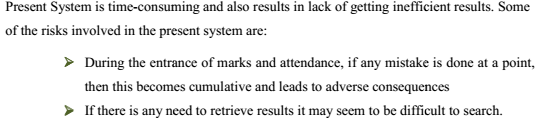 Present System is time-consuming and also results in lack of getting inefficient results. Some
of the risks involved in the present system are:
➤ During the entrance of marks and attendance, if any mistake is done at a point,
then this becomes cumulative and leads to adverse consequences
➤ If there is any need to retrieve results it may seem to be difficult to search.